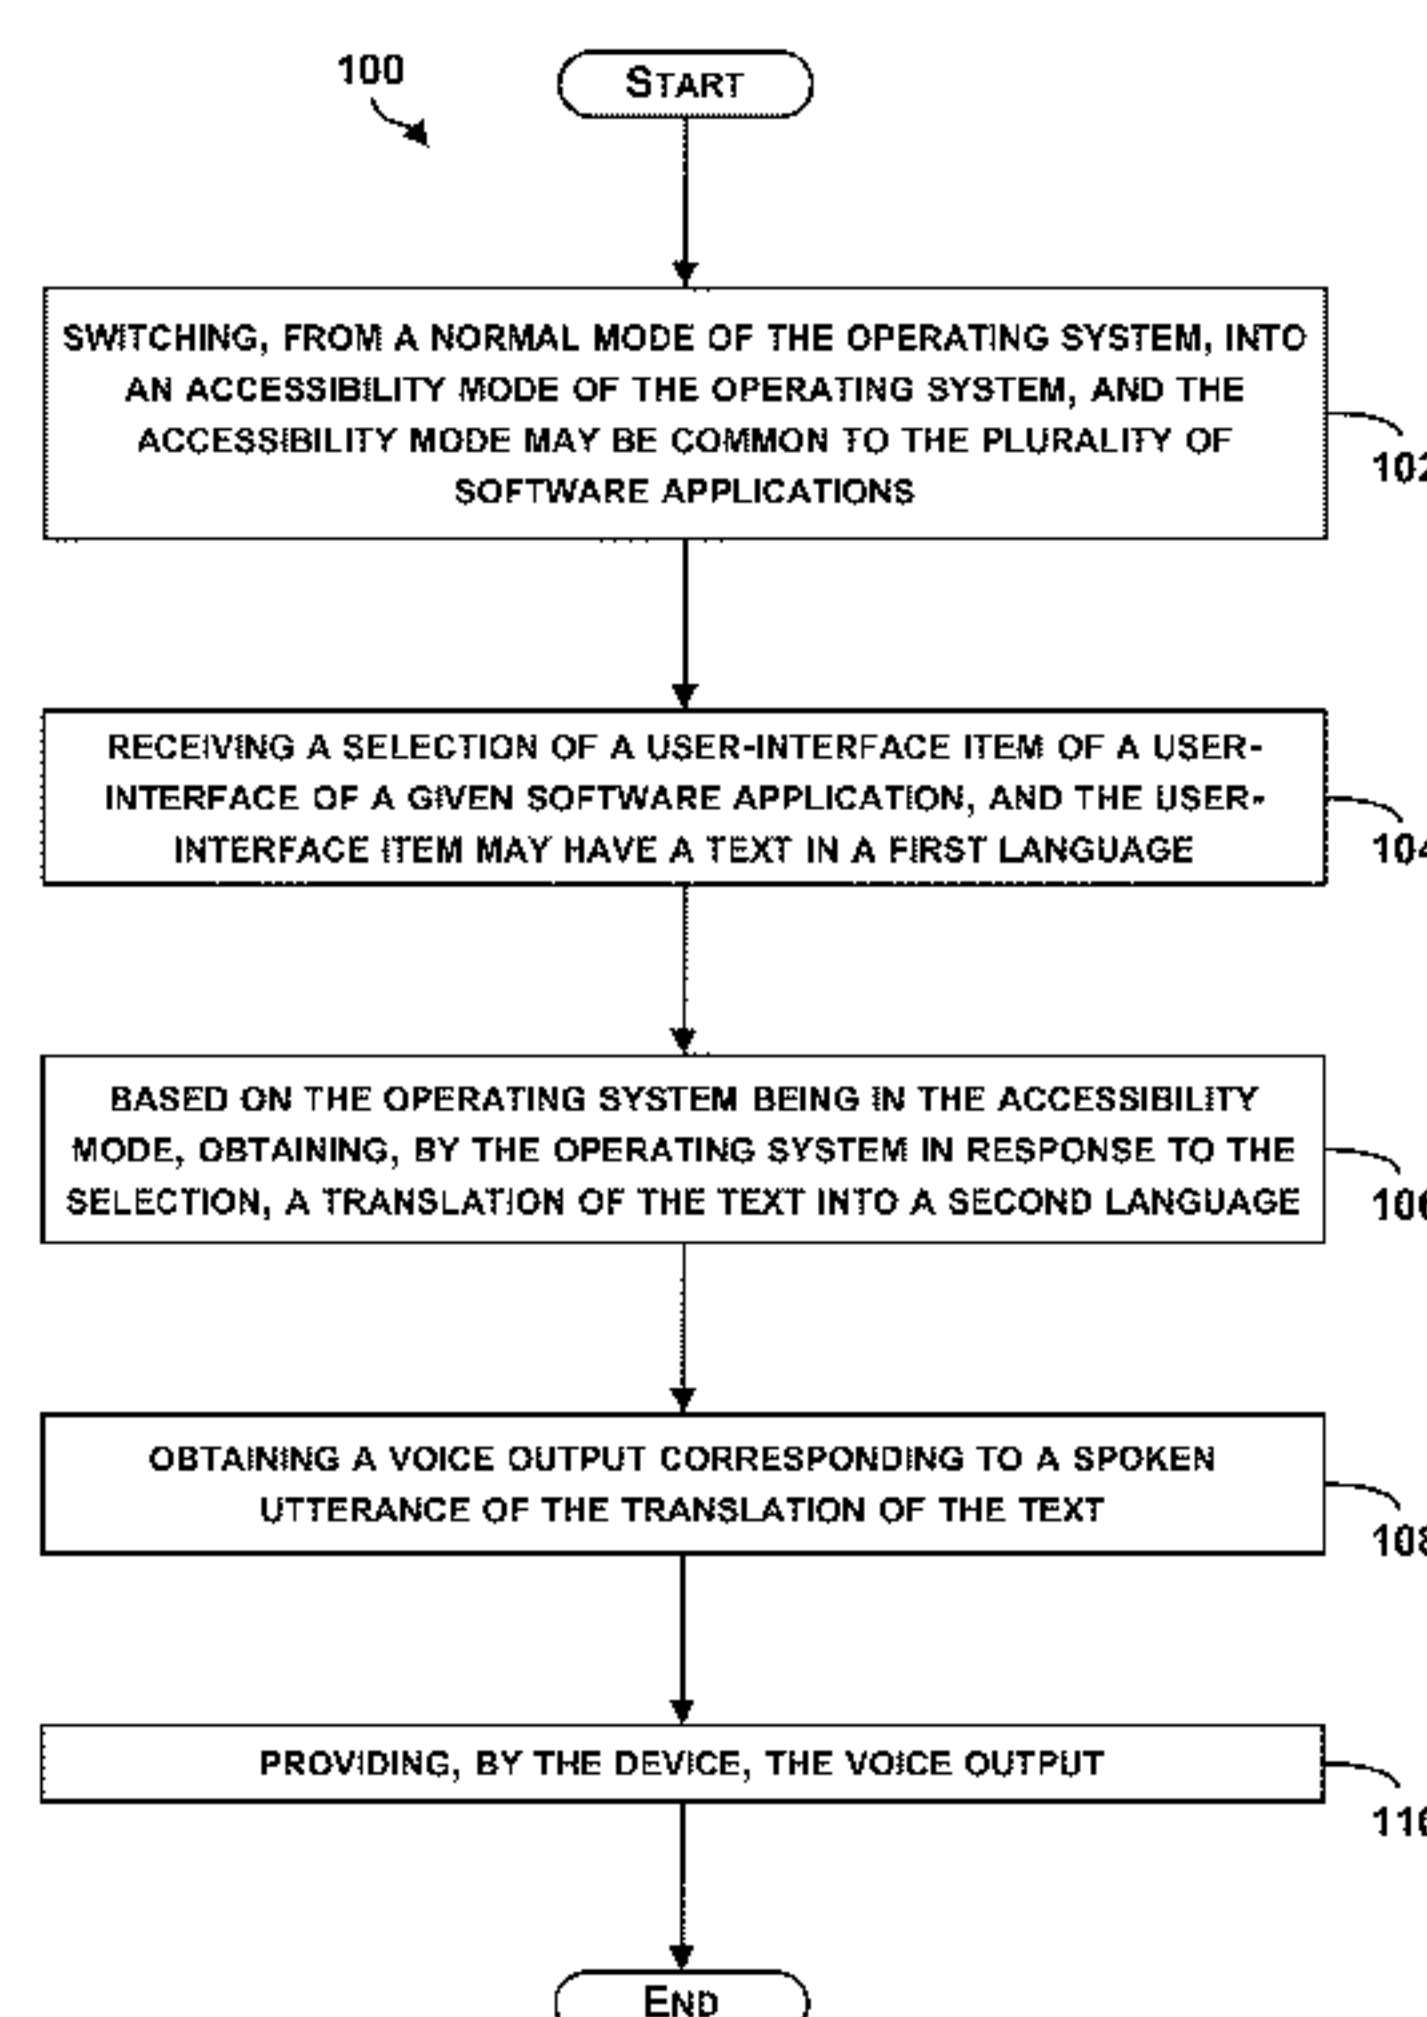 100
START
SWITCHING, FROM A NORMAL MODE OF THE OPERATING SYSTEM, INTO
AN ACCESSIBILITY MODE OF THE OPERATING SYSTEM, AND THE
ACCESSIBILITY MODE MAY BE COMMON TO THE PLURALITY OF
SOFTWARE APPLICATIONS
102
RECEIVING A SELECTION OF A USER-INTERFACE ITEM OF A USER-
INTERFACE OF A GIVEN SOFTWARE APPLICATION, AND THE USER-
INTERFACE ITEM MAY HAVE A TEXT IN A FIRST LANGUAGE
104
BASED ON THE OPERATING SYSTEM BEING IN THE ACCESSIBILITY
MODE, OBTAINING, BY THE OPERATING SYSTEM IN RESPONSE TO THE
SELECTION, A TRANSLATION OF THE TEXT INTO A SECOND LANGUAGE
106
OBTAINING A VOICE OUTPUT CORRESPONDING TO A SPOKEN
UTTERANCE OF THE TRANSLATION OF THE TEXT
108
PROVIDING, BY THE DEVICE, THE VOICE OUTPUT
END